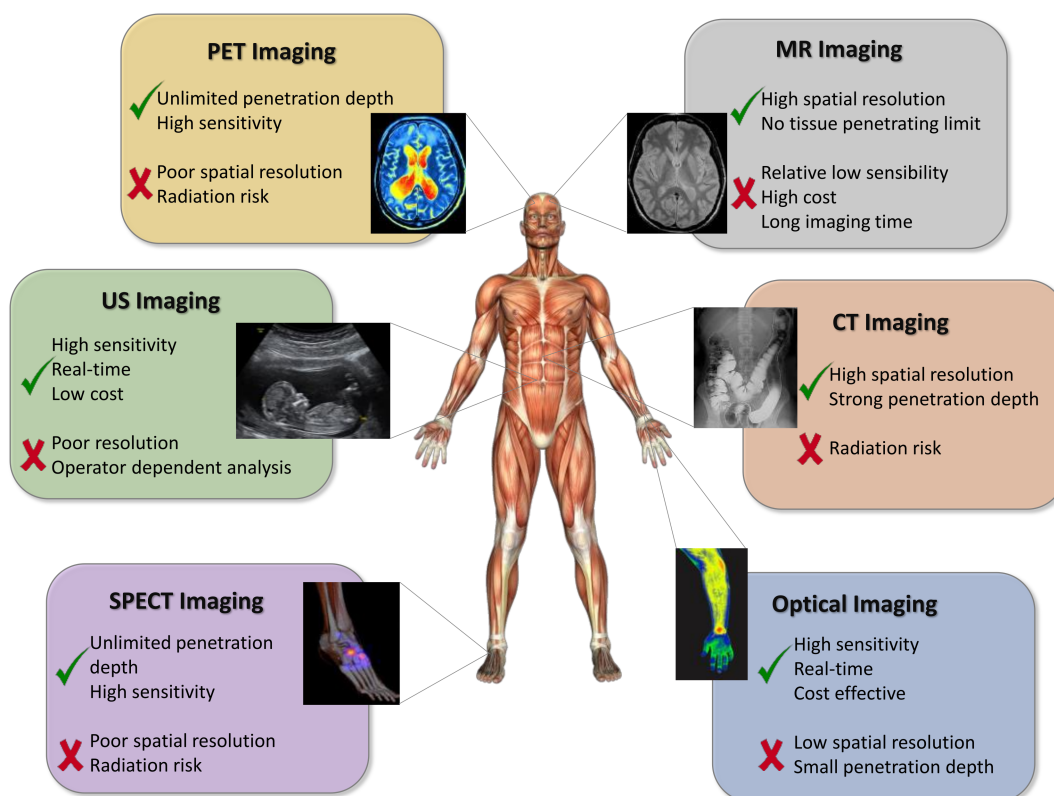 PET Imaging
Unlimited penetration depth
High sensitivity
Poor spatial resolution
Radiation risk
MR Imaging
High spatial resolution
No tissue penetrating limit
Relative low sensibility
High cost
Long imaging time
US Imaging
High sensitivity
Real-time
Low cost
Poor resolution
Operator dependent analysis
CT Imaging
High spatial resolution
Strong penetration depth
Radiation risk
SPECT Imaging
Unlimited penetration
depth
High sensitivity
Poor spatial resolution
Radiation risk
Optical Imaging
High sensitivity
Real-time
Cost effective
Low spatial resolution
Small penetration depth